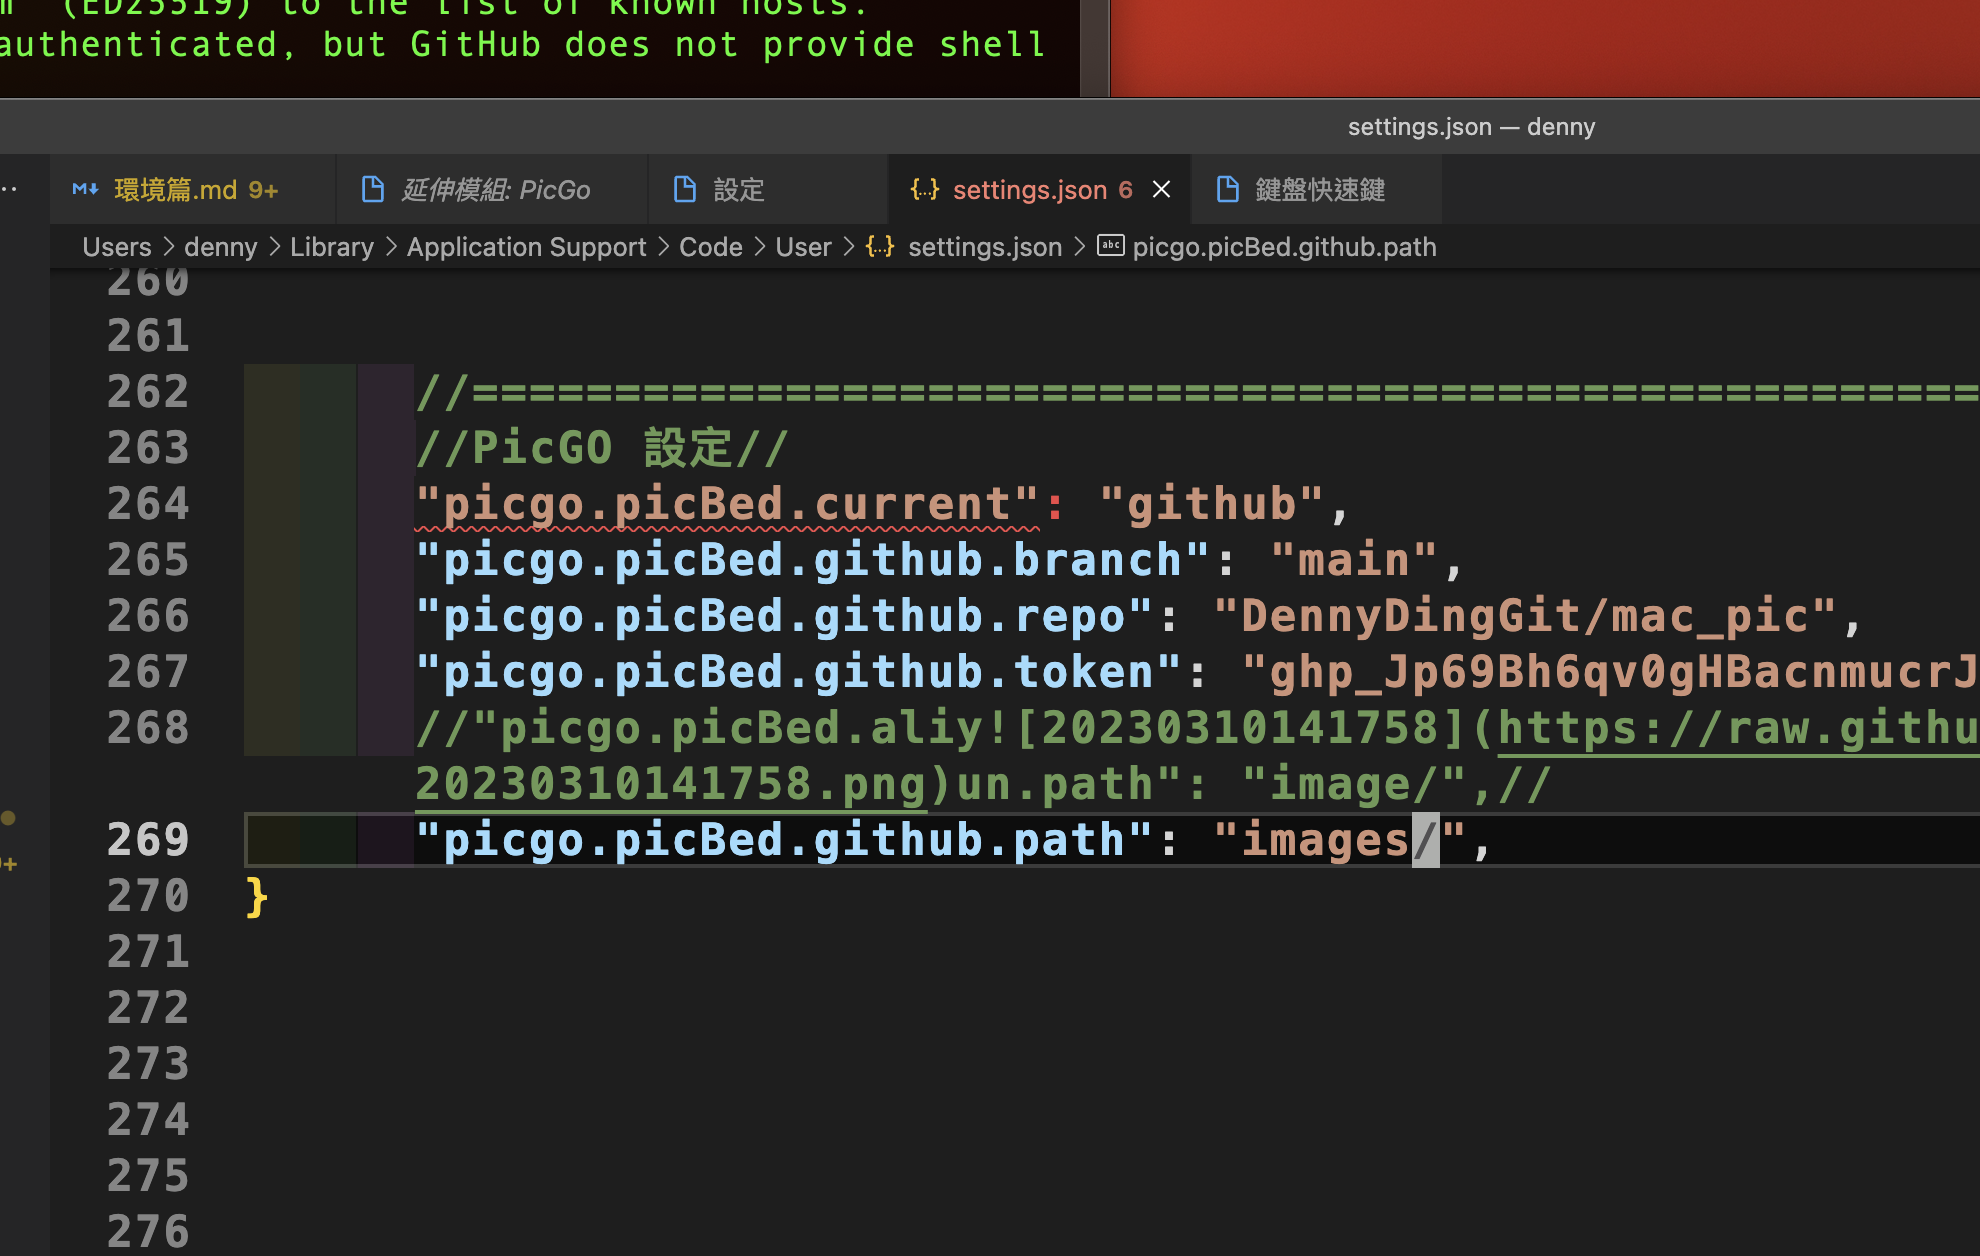 (ED25519) to the list of known hosts.
authenticated, but GitHub does not provide shell
settings.json — denny
環境篇.md 9+
延伸模組: PicGo
設定
{..} settings.json 6
鍵盤快速鍵
Users > denny > Library > Application Support > Code > User > {..} settings.json > abc picgo.picBed.github.path
260
261
262 //=====================================================
263 //PicGO 設定//
264 "picgo.picBed.current": "github",
265 "picgo.picBed.github.branch": "main",
266 "picgo.picBed.github.repo": "DennyDingGit/mac_pic",
267 "picgo.picBed.github.token": "ghp_Jp69Bh6qv0gHBacnmucrJ
268 //"picgo.picBed.aliy![20230310141758](https://raw.githu
20230310141758.png)un.path": "image/",//
269 "picgo.picBed.github.path": "images/",
270 }
271
272
273
274
275
276